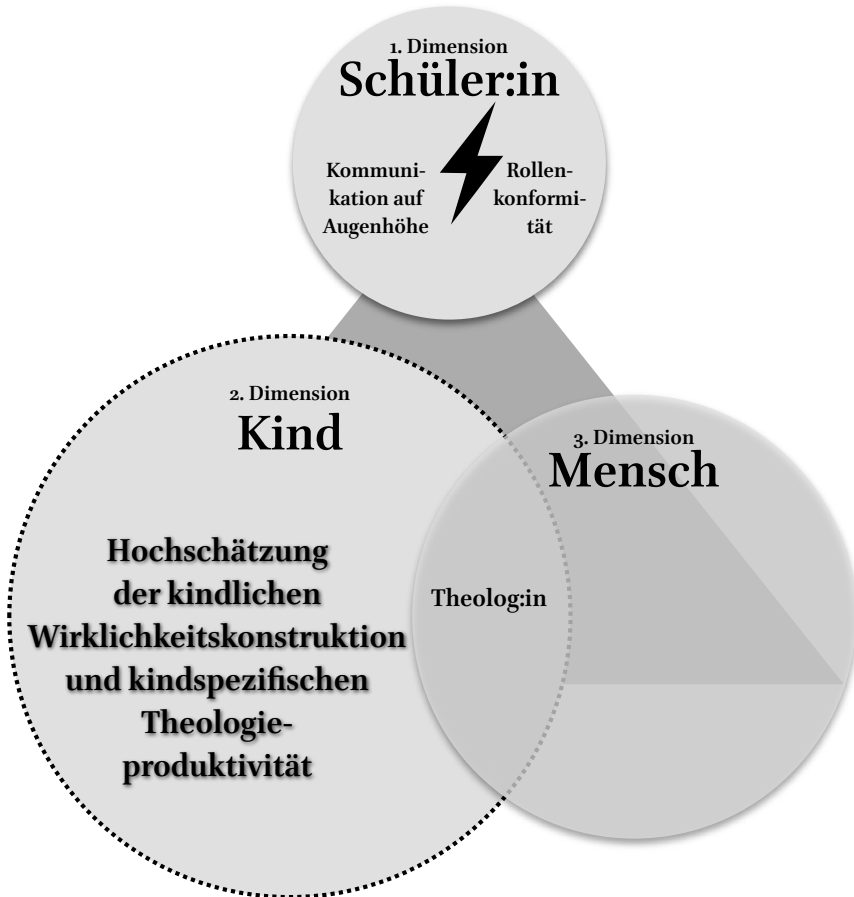 1. Dimension
Schüler:in
Kommuni-
kation auf
Augenhöhe
Rollen-
konformi-
tät
2. Dimension
Kind
Hochschätzung
der kindlichen
Wirklichkeitskonstruktion
und kindspezifischen
Theologie-
produktivität
Theolog:in
3. Dimension
Mensch